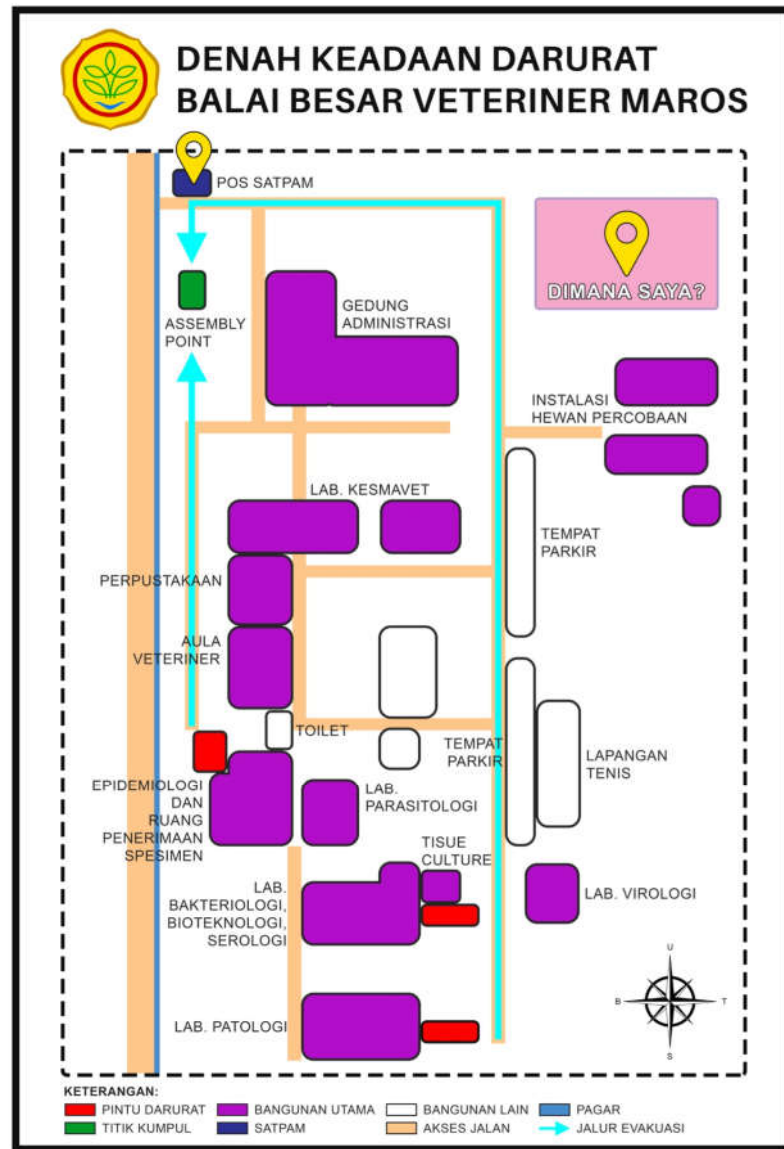 DENAH KEADAAN DARURAT
BALAI BESAR VETERINER MAROS
POS SATPAM
DIMANA SAYA?
ASSEMBLY
POINT
GEDUNG
ADMINISTRASI
INSTALASI
HEWAN PERCOBAAN
LAB. KESMAVET
TEMPAT
PARKIR
PERPUSTAKAAN
AULA
VETERINER
TOILET
TEMPAT
PARKIR
LAPANGAN
TENIS
EPIDEMIOLOGI
DAN
RUANG
PENERIMAAN
SPESIMEN
LAB.
PARASITOLOGI
TISUE
CULTURE
LAB.
BAKTERIOLOGI,
BIOTEKNOLOGI,
SEROLOGI
LAB. VIROLOGI
LAB. PATOLOGI
U
B
T
S
KETERANGAN:
PINTU DARURAT
BANGUNAN UTAMA
BANGUNAN LAIN
PAGAR
TITIK KUMPUL
SATPAM
AKSES JALAN
JALUR EVAKUASI